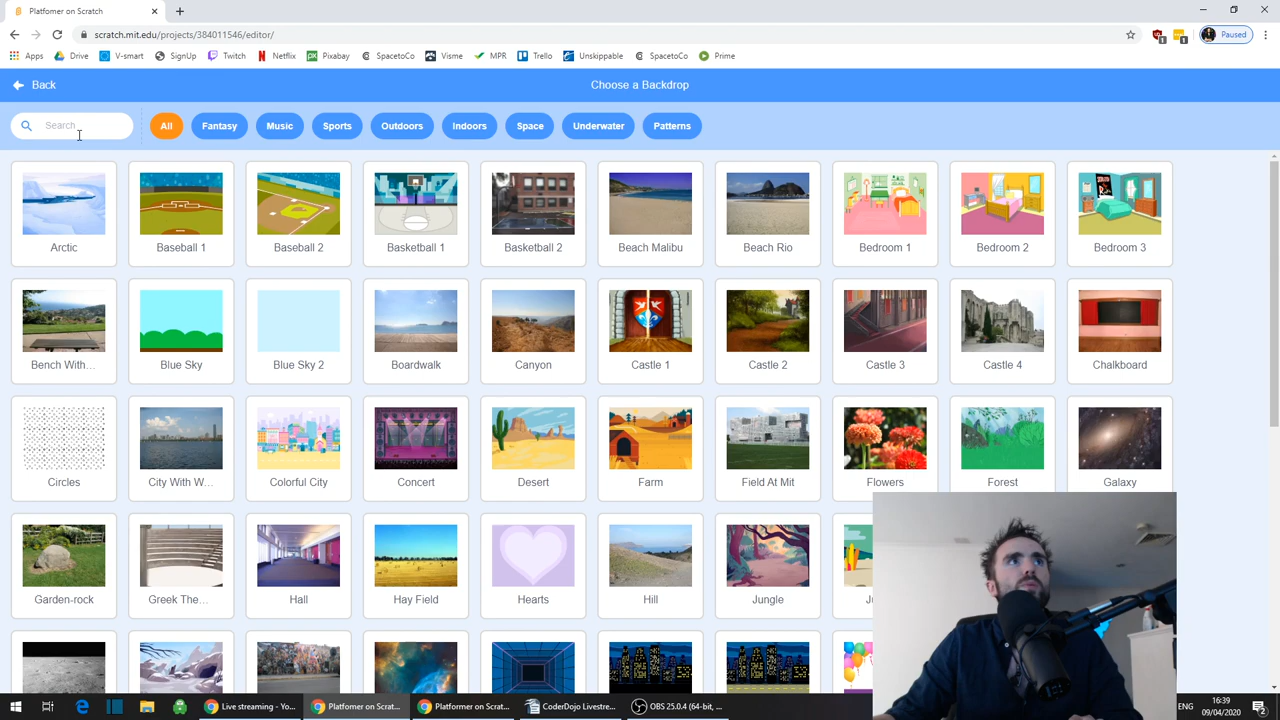 Platfomer on Scratch
scratch.mit.edu/projects/384011546/editor/
Paused
Apps Drive V-smart SignUp Twitch Netflix Pixabay SpacetoCo Visme MPR Trello Unskippable SpacetoCo Prime
Back
Choose a Backdrop
Search
All Fantasy Music Sports Outdoors Indoors Space Underwater Patterns
Arctic Baseball 1 Baseball 2 Basketball 1 Basketball 2 Beach Malibu Beach Rio Bedroom 1 Bedroom 2 Bedroom 3
Bench With... Blue Sky Blue Sky 2 Boardwalk Canyon Castle 1 Castle 2 Castle 3 Castle 4 Chalkboard
Circles City With W... Colorful City Concert Desert Farm Field At Mit Flowers Forest Galaxy
Garden-rock Greek The... Hall Hay Field Hearts Hill Jungle
Live streaming - Yo... Platfomer on Scratc... Platformer on Scrat... CoderDojo Livestre... OBS 25.0.4 (64-bit, ...
ENG
16:39
09/04/2020